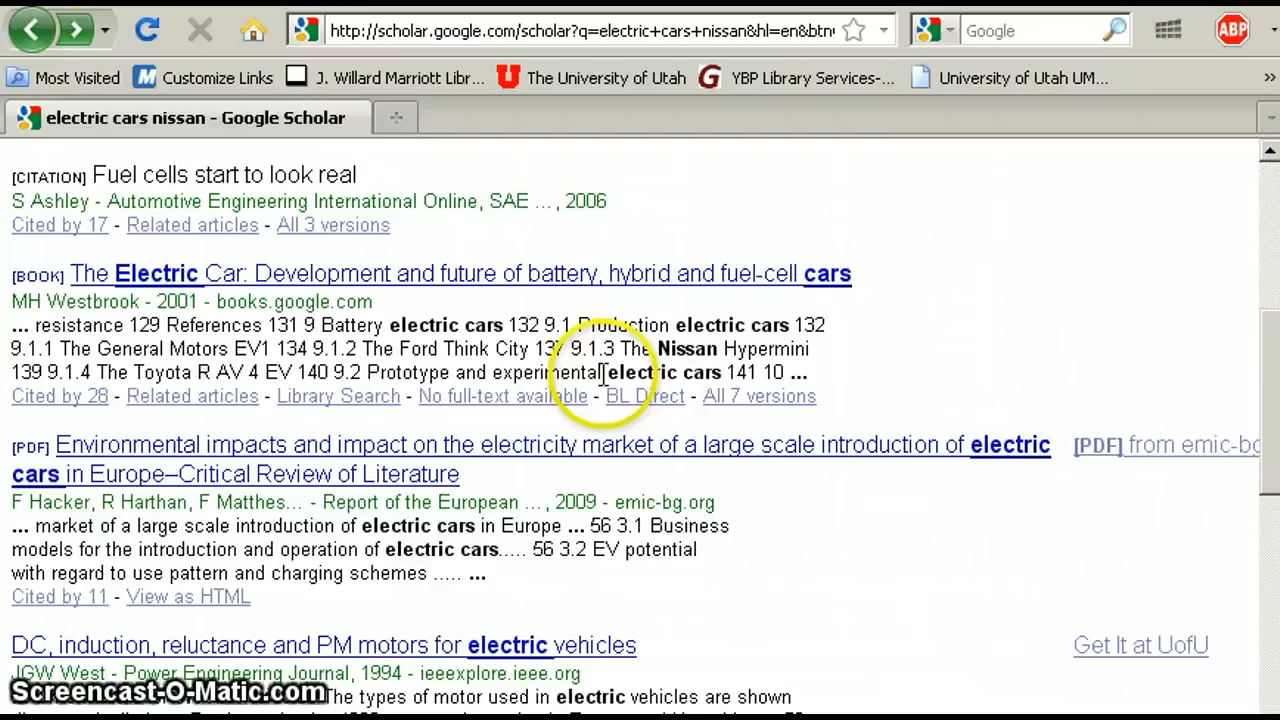 http://scholar.google.com/scholar?q=electric+cars+nissan&hl=en&btn
Google
ABP
Most Visited
Customize Links
J. Willard Marriott Libr...
The University of Utah
YBP Library Services-...
University of Utah UM...
electric cars nissan - Google Scholar
[CITATION] Fuel cells start to look real
S Ashley - Automotive Engineering International Online, SAE ..., 2006
Cited by 17 - Related articles - All 3 versions
[BOOK] The Electric Car: Development and future of battery, hybrid and fuel-cell cars
MH Westbrook - 2001 - books.google.com
... resistance 129 References 131 9 Battery electric cars 132 9.1 Production electric cars 132
9.1.1 The General Motors EV1 134 9.1.2 The Ford Think City 137 9.1.3 The Nissan Hypermini
139 9.1.4 The Toyota R AV 4 EV 140 9.2 Prototype and experimental electric cars 141 10 ...
Cited by 28 - Related articles - Library Search - No full-text available - BL Direct - All 7 versions
[PDF] Environmental impacts and impact on the electricity market of a large scale introduction of electric
cars in Europe–Critical Review of Literature
[PDF] from emic-bg
F Hacker, R Harthan, F Matthes... - Report of the European ..., 2009 - emic-bg.org
... market of a large scale introduction of electric cars in Europe ... 56 3.1 Business
models for the introduction and operation of electric cars..... 56 3.2 EV potential
with regard to use pattern and charging schemes ..... ...
Cited by 11 - View as HTML
DC, induction, reluctance and PM motors for electric vehicles
Get It at UofU
JGW West - Power Engineering Journal, 1994 - ieeexplore.ieee.org
The types of motor used in electric vehicles are shown
Screencast-O-Matic.com